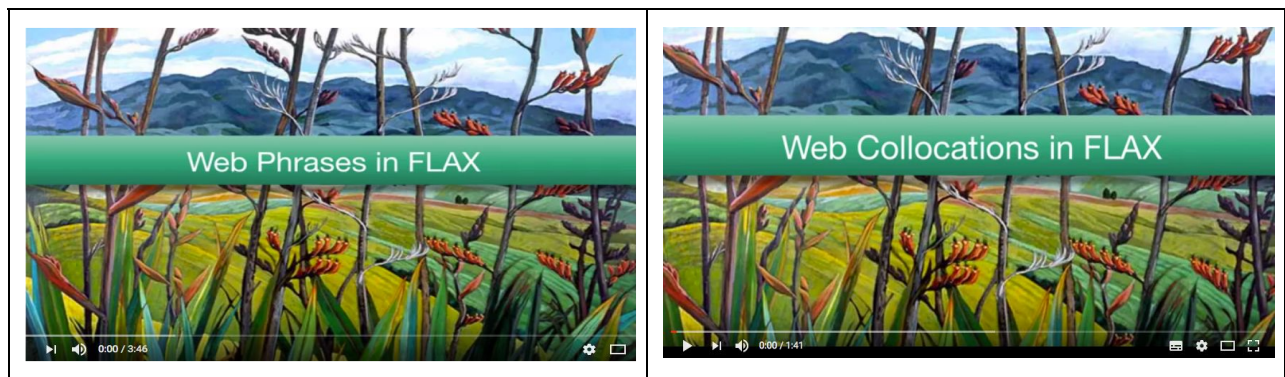 Web Phrases in FLAX
0:00 / 3:46
Web Collocations in FLAX
0:00 / 1:41